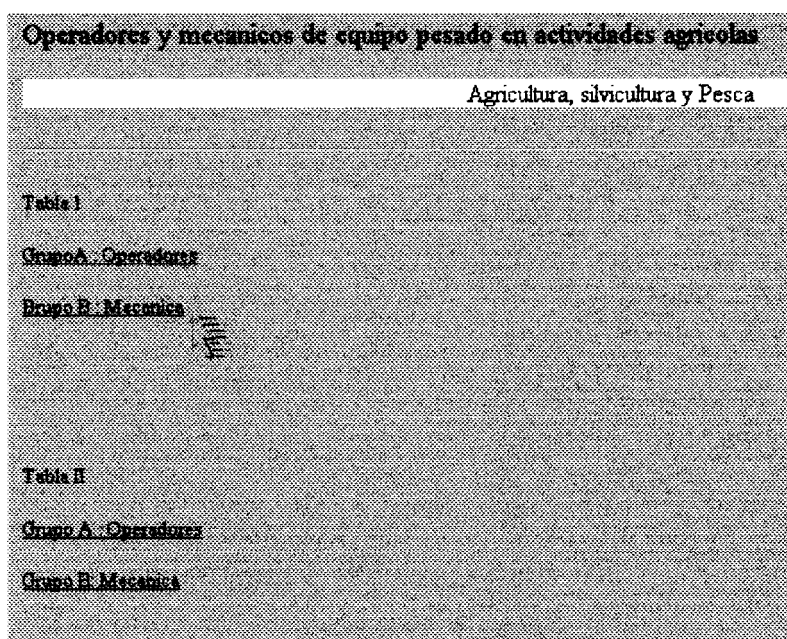 Operadores y mecanicos de equipo pesado en actividades agricolas
Agricultura, silvicultura y Pesca
Tabla I
GrupoA : Operadores
Brupo B : Mecanica
Tabla II
Grupo A :Operadores
Grupo B Mecanica